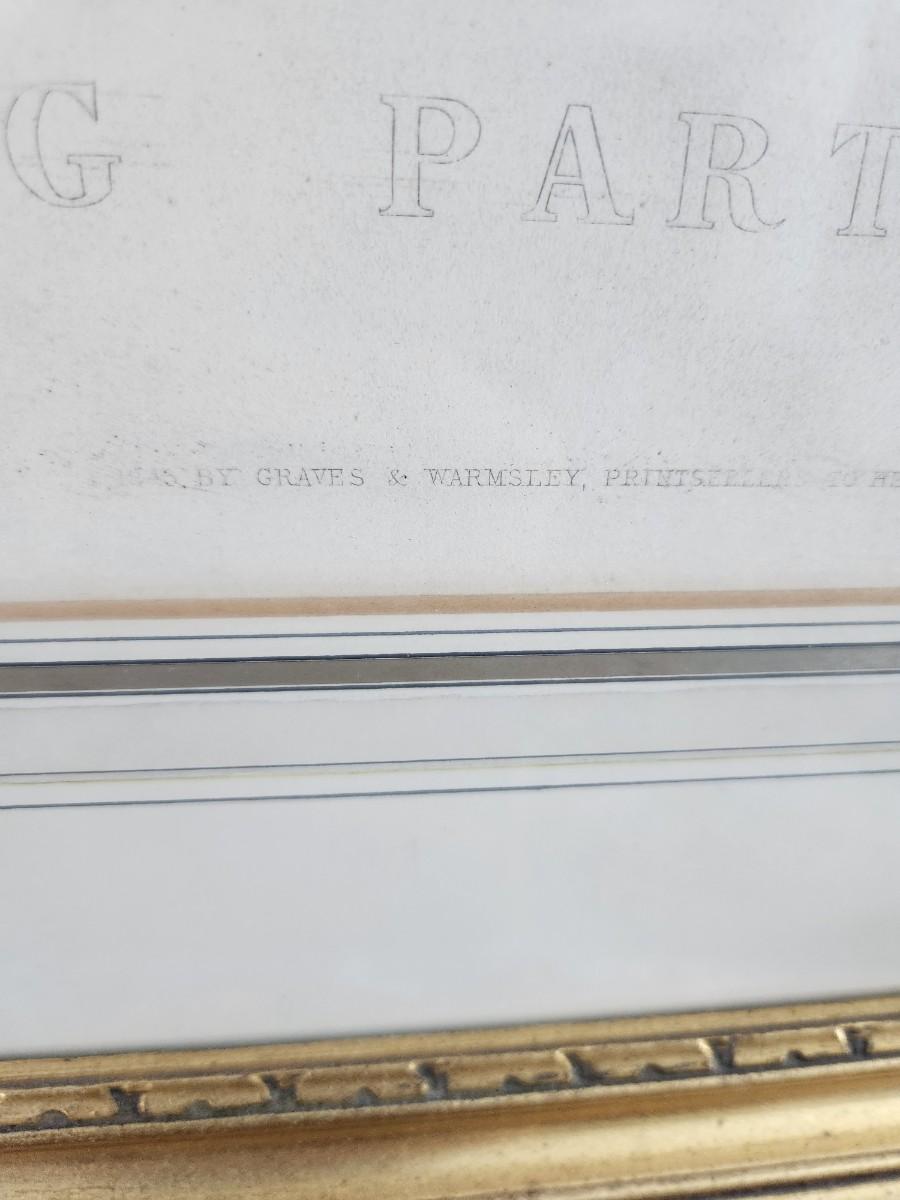 G PART
BY GRAVES & WARMSLEY, PRINTSELLERS TO HE